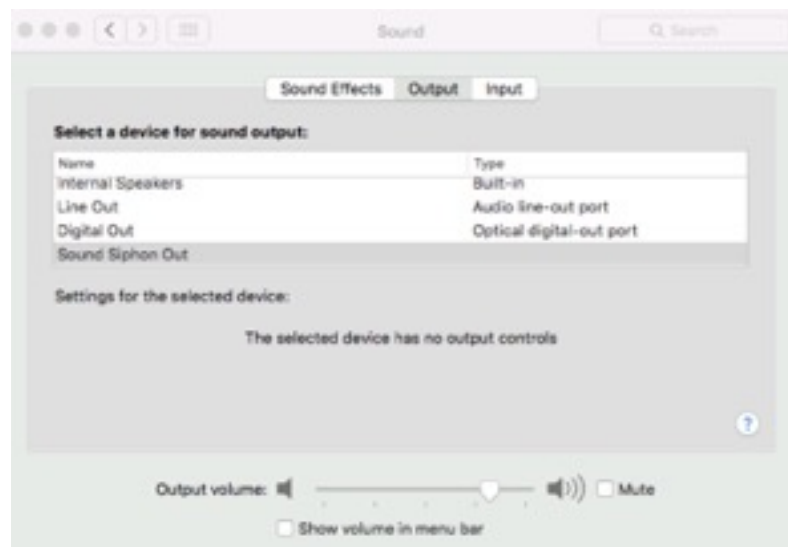 Sound
Search
Sound Effects Output Input
Select a device for sound output:
Name Type
Internal Speakers Built-in
Line Out Audio line-out port
Digital Out Optical digital-out port
Sound Siphon Out
Settings for the selected device:
The selected device has no output controls
?
Output volume: Mute
Show volume in menu bar